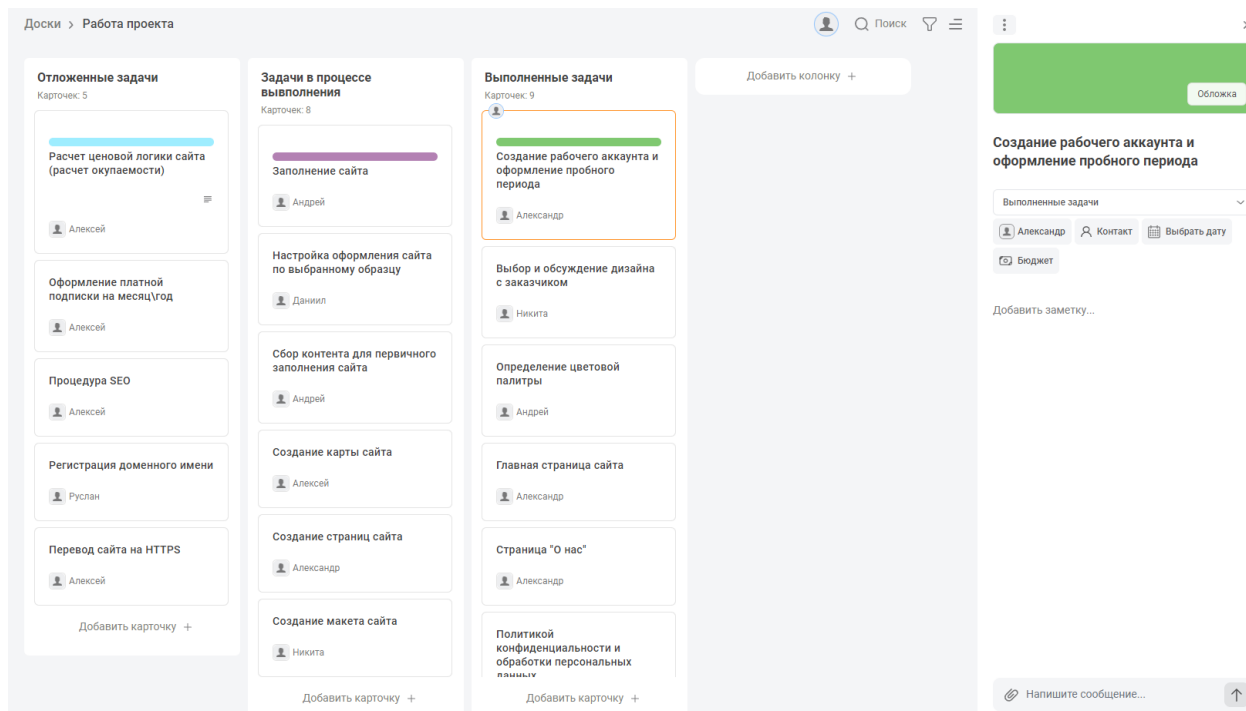 Доски > Работа проекта
Поиск
Отложенные задачи
Карточек: 5
Расчет ценовой логики сайта
(расчет окупаемости)
Алексей
Оформление платной
подписки на месяц\год
Алексей
Процедура SEO
Алексей
Регистрация доменного имени
Руслан
Перевод сайта на HTTPS
Алексей
Добавить карточку +
Задачи в процессе
вывполнения
Карточек: 8
Заполнение сайта
Андрей
Настройка оформления сайта
по выбранному образцу
Даниил
Сбор контента для первичного
заполнения сайта
Андрей
Создание карты сайта
Алексей
Создание страниц сайта
Александр
Создание макета сайта
Никита
Добавить карточку +
Выполненные задачи
Карточек: 9
Создание рабочего аккаунта и
оформление пробного
периода
Александр
Выбор и обсуждение дизайна
с заказчиком
Никита
Определение цветовой
палитры
Андрей
Главная страница сайта
Александр
Страница "О нас"
Александр
Политикой
конфиденциальности и
обработки персональных
данных
Добавить карточку +
Добавить колонку +
Обложка
Создание рабочего аккаунта и
оформление пробного периода
Выполненные задачи
Александр
Контакт
Выбрать дату
Бюджет
Добавить заметку...
Напишите сообщение...